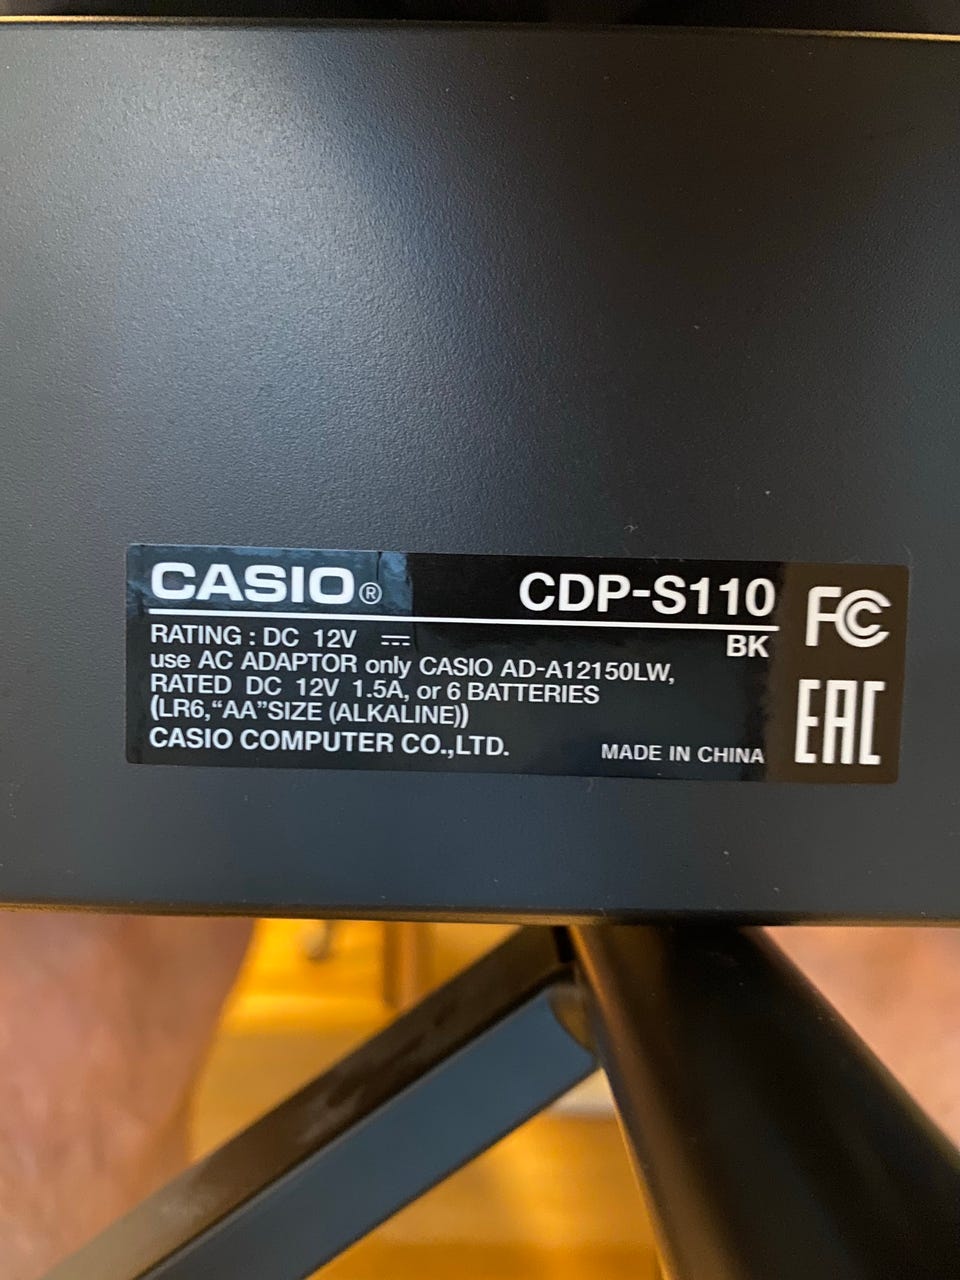 CASIO®
CDP-S110
BK
RATING : DC 12V ⎓
use AC ADAPTOR only CASIO AD-A12150LW,
RATED DC 12V 1.5A, or 6 BATTERIES
(LR6,“AA”SIZE (ALKALINE))
CASIO COMPUTER CO.,LTD.
MADE IN CHINA
FC
EAC